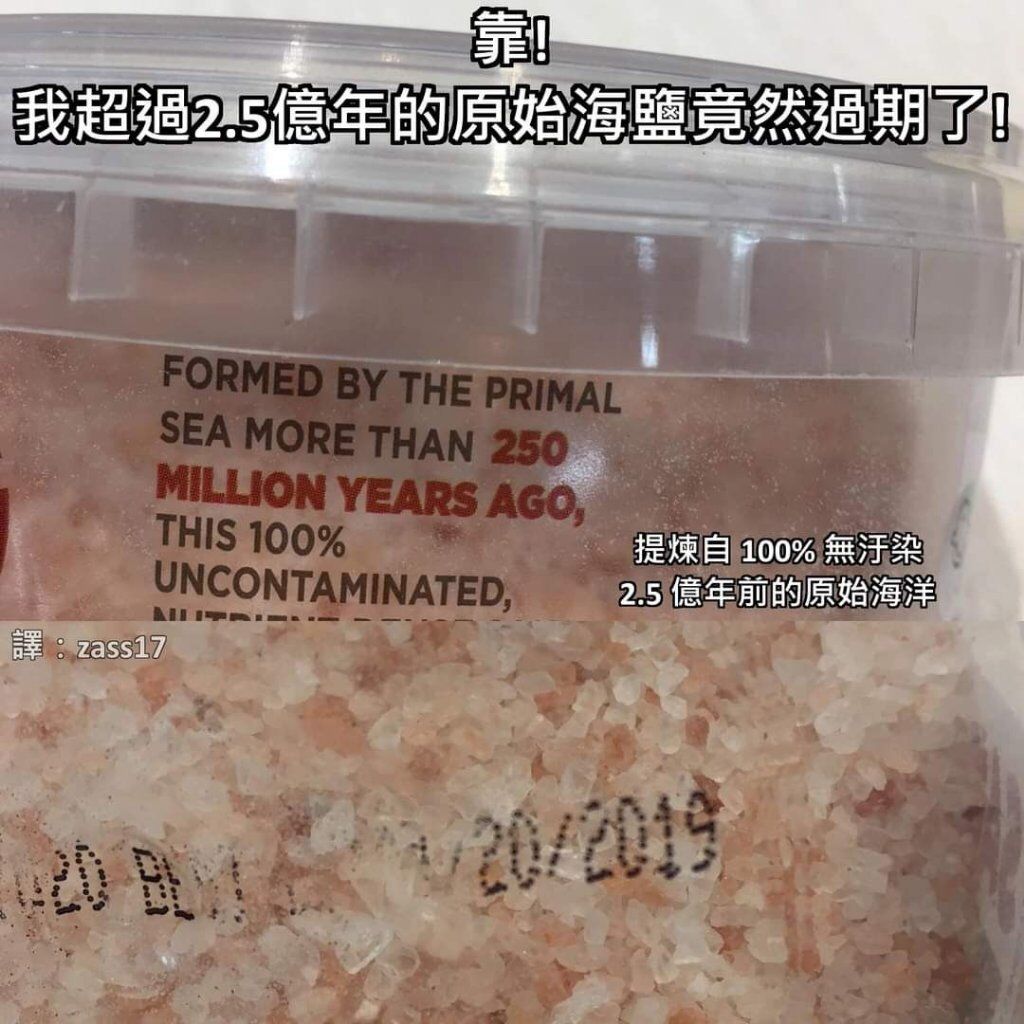 靠!
我超過2.5億年的原始海鹽竟然過期了!
FORMED BY THE PRIMAL
SEA MORE THAN 250
MILLION YEARS AGO,
THIS 100%
UNCONTAMINATED,
提煉自 100% 無汙染
2.5 億年前的原始海洋
譯：zass17
/20/2019